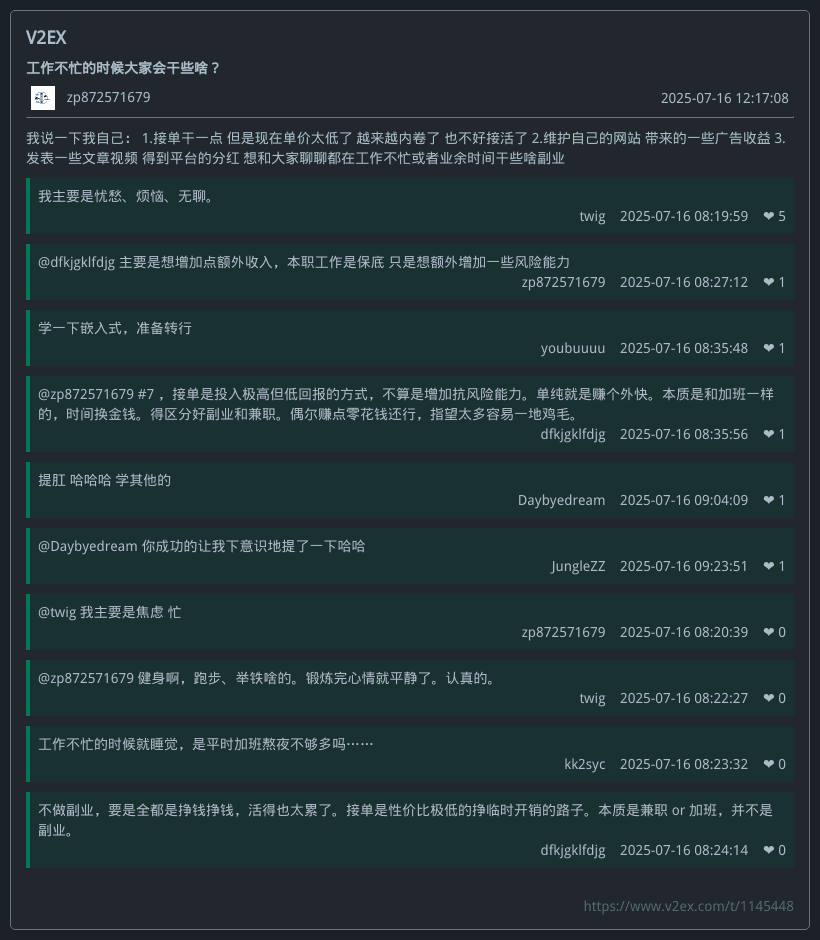 V2EX
工作不忙的时候大家会干些啥？
zp872571679 2025-07-16 12:17:08
我说一下我自己： 1.接单干一点 但是现在单价太低了 越来越内卷了 也不好接活了 2.维护自己的网站 带来的一些广告收益 3.
发表一些文章视频 得到平台的分红 想和大家聊聊都在工作不忙或者业余时间干些啥副业
我主要是忧愁、烦恼、无聊。
twig 2025-07-16 08:19:59 ❤ 5
@dfkjgklfdjg 主要是想增加点额外收入，本职工作是保底 只是想额外增加一些风险能力
zp872571679 2025-07-16 08:27:12 ❤ 1
学一下嵌入式，准备转行
youbuuuu 2025-07-16 08:35:48 ❤ 1
@zp872571679 #7 ，接单是投入极高但低回报的方式，不算是增加抗风险能力。单纯就是赚个外快。本质是和加班一样
的，时间换金钱。得区分好副业和兼职。偶尔赚点零花钱还行，指望太多容易一地鸡毛。
dfkjgklfdjg 2025-07-16 08:35:56 ❤ 1
提肛 哈哈哈 学其他的
Daybyedream 2025-07-16 09:04:09 ❤ 1
@Daybyedream 你成功的让我下意识地提了一下哈哈
JungleZZ 2025-07-16 09:23:51 ❤ 1
@twig 我主要是焦虑 忙
zp872571679 2025-07-16 08:20:39 ❤ 0
@zp872571679 健身啊，跑步、举铁啥的。锻炼完心情就平静了。认真的。
twig 2025-07-16 08:22:27 ❤ 0
工作不忙的时候就睡觉，是平时加班熬夜不够多吗……
kk2syc 2025-07-16 08:23:32 ❤ 0
不做副业，要是全都是挣钱挣钱，活得也太累了。接单是性价比极低的挣临时开销的路子。本质是兼职 or 加班，并不是
副业。
dfkjgklfdjg 2025-07-16 08:24:14 ❤ 0
https://www.v2ex.com/t/1145448